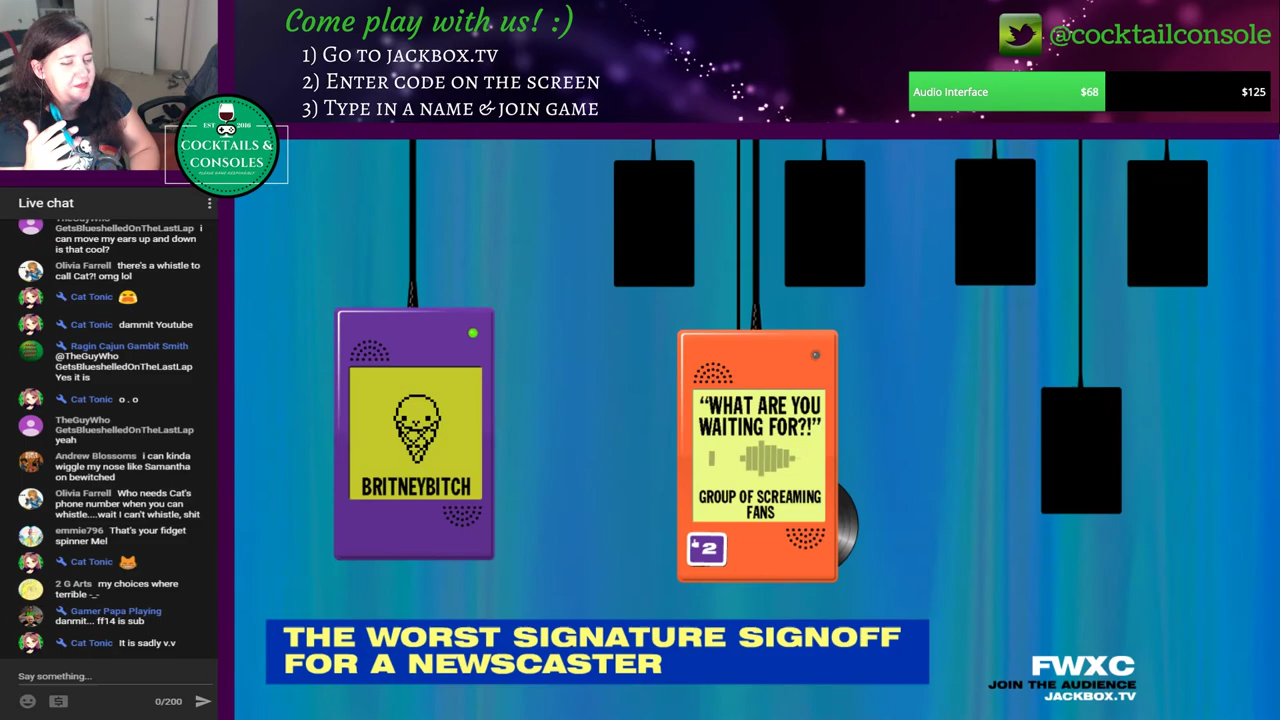 Come play with us! :)
1) Go to jackbox.tv
2) Enter code on the screen
3) Type in a name & join game
@cocktailconsole
Audio Interface $68 $125
EST 2016
COCKTAILS &
CONSOLES
PLEASE GAME RESPONSIBLY
Live chat
TheGuyWho
GetsBlueshelledOnTheLastLap i
can move my ears up and down
is that cool?
Olivia Farrell there's a whistle to
call Cat?! omg lol
Cat Tonic
Cat Tonic dammit Youtube
Ragin Cajun Gambit Smith
@TheGuyWho
GetsBlueshelledOnTheLastLap
Yes it is
Cat Tonic o . o
TheGuyWho
GetsBlueshelledOnTheLastLap
yeah
Andrew Blossoms i can kinda
wiggle my nose like Samantha
on bewitched
Olivia Farrell Who needs Cat's
phone number when you can
whistle....wait I can't whistle, shit
emmie796 That's your fidget
spinner Mel
Cat Tonic
2 G Arts my choices where
terrible -_-
Gamer Papa Playing
danmit... ff14 is sub
Cat Tonic It is sadly v.v
Say something...
0/200
BRITNEYBITCH
"WHAT ARE YOU
WAITING FOR?!"
GROUP OF SCREAMING
FANS
2
THE WORST SIGNATURE SIGNOFF
FOR A NEWSCASTER
FWXC
JOIN THE AUDIENCE
JACKBOX.TV